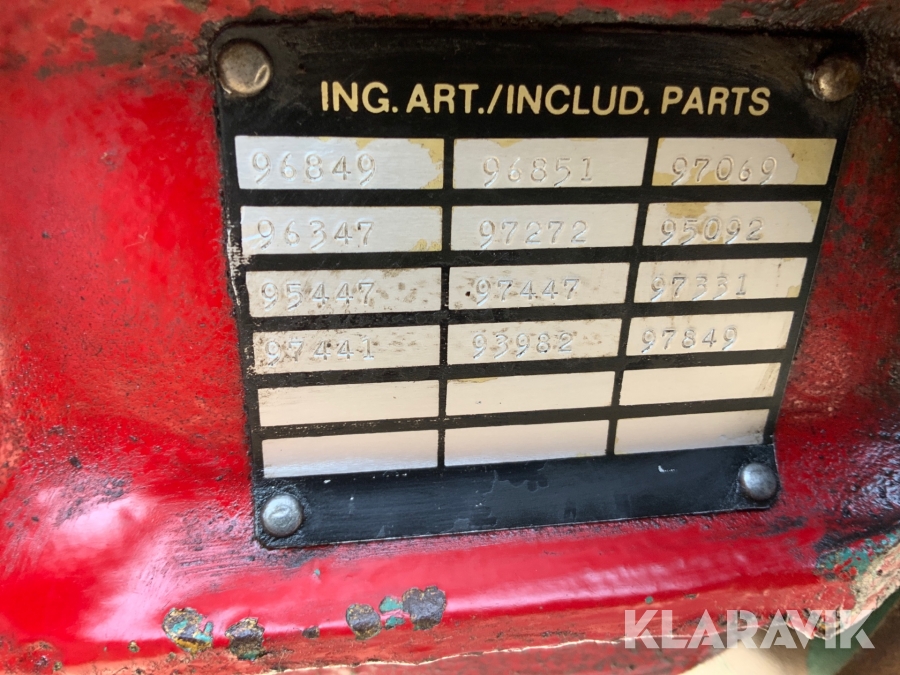 ING. ART./INCLUD. PARTS
96849 96851 97069
96347 97272 95092
95447 97447 97331
97441 93982 97849
KLARAVIK